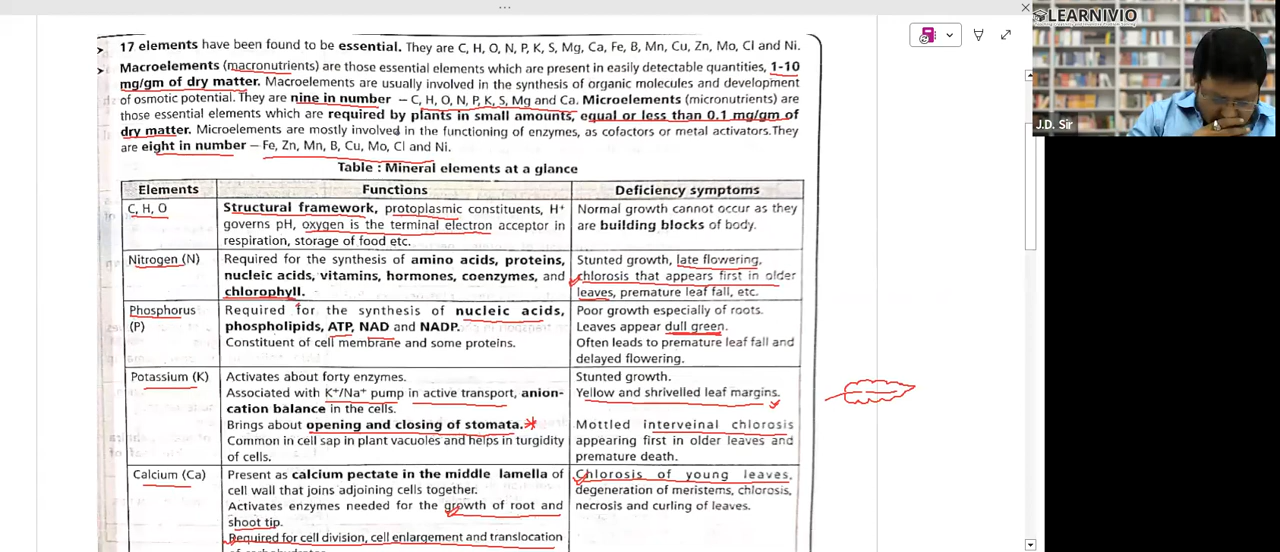 LEARNIVIO
17 elements have been found to be essential. They are C, H, O, N, P, K, S, Mg, Ca, Fe, B, Mn, Cu, Zn, Mo, Cl and Ni.
Macroelements (macronutrients) are those essential elements which are present in easily detectable quantities, 1-10
mg/gm of dry matter. Macroelements are usually involved in the synthesis of organic molecules and development
of osmotic potential. They are nine in number – C, H, O, N, P, K, S, Mg and Ca. Microelements (micronutrients) are
those essential elements which are required by plants in small amounts, equal or less than 0.1 mg/gm of
dry matter. Microelements are mostly involved in the functioning of enzymes, as cofactors or metal activators. They
are eight in number – Fe, Zn, Mn, B, Cu, Mo, Cl and Ni.
J.D. Sir
Table : Mineral elements at a glance
Elements Functions Deficiency symptoms
C, H, O Structural framework, protoplasmic constituents, H⁺ Normal growth cannot occur as they
governs pH, oxygen is the terminal electron acceptor in are building blocks of body.
respiration, storage of food etc.
Nitrogen (N) Required for the synthesis of amino acids, proteins, Stunted growth, late flowering,
nucleic acids, vitamins, hormones, coenzymes, and chlorosis that appears first in older
chlorophyll. leaves, premature leaf fall, etc.
Phosphorus Required for the synthesis of nucleic acids, Poor growth especially of roots.
(P) phospholipids, ATP, NAD and NADP. Leaves appear dull green.
Constituent of cell membrane and some proteins. Often leads to premature leaf fall and
delayed flowering.
Potassium (K) Activates about forty enzymes. Stunted growth.
Associated with K⁺/Na⁺ pump in active transport, anion- Yellow and shrivelled leaf margins.
cation balance in the cells.
Brings about opening and closing of stomata. Mottled interveinal chlorosis
Common in cell sap in plant vacuoles and helps in turgidity appearing first in older leaves and
of cells. premature death.
Calcium (Ca) Present as calcium pectate in the middle lamella of Chlorosis of young leaves,
cell wall that joins adjoining cells together. degeneration of meristems, chlorosis,
Activates enzymes needed for the growth of root and necrosis and curling of leaves.
shoot tip.
Required for cell division, cell enlargement and translocation